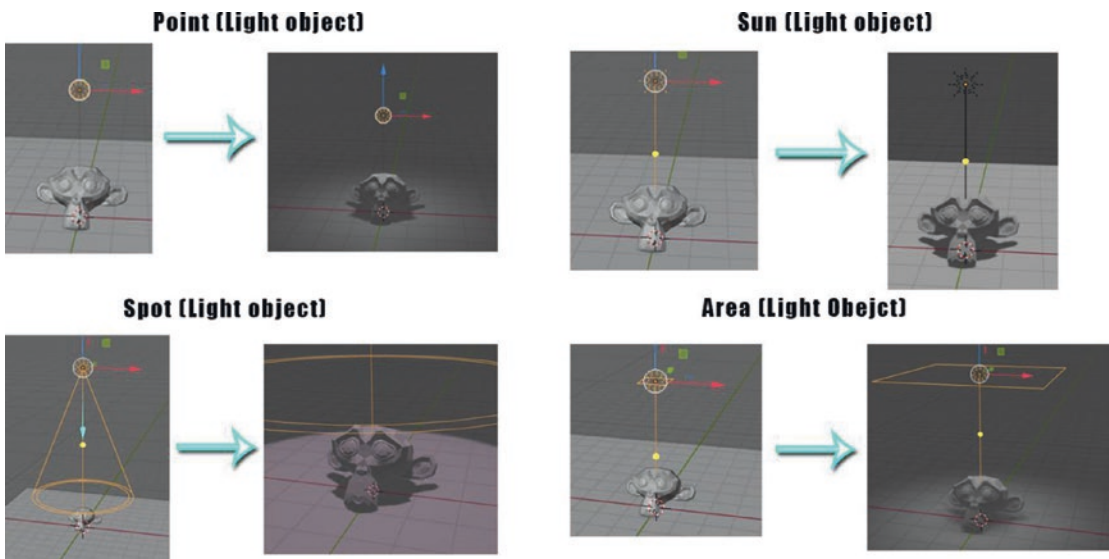 Point (Light object)
Sun (Light object)
Spot (Light object)
Area (Light Obejct)